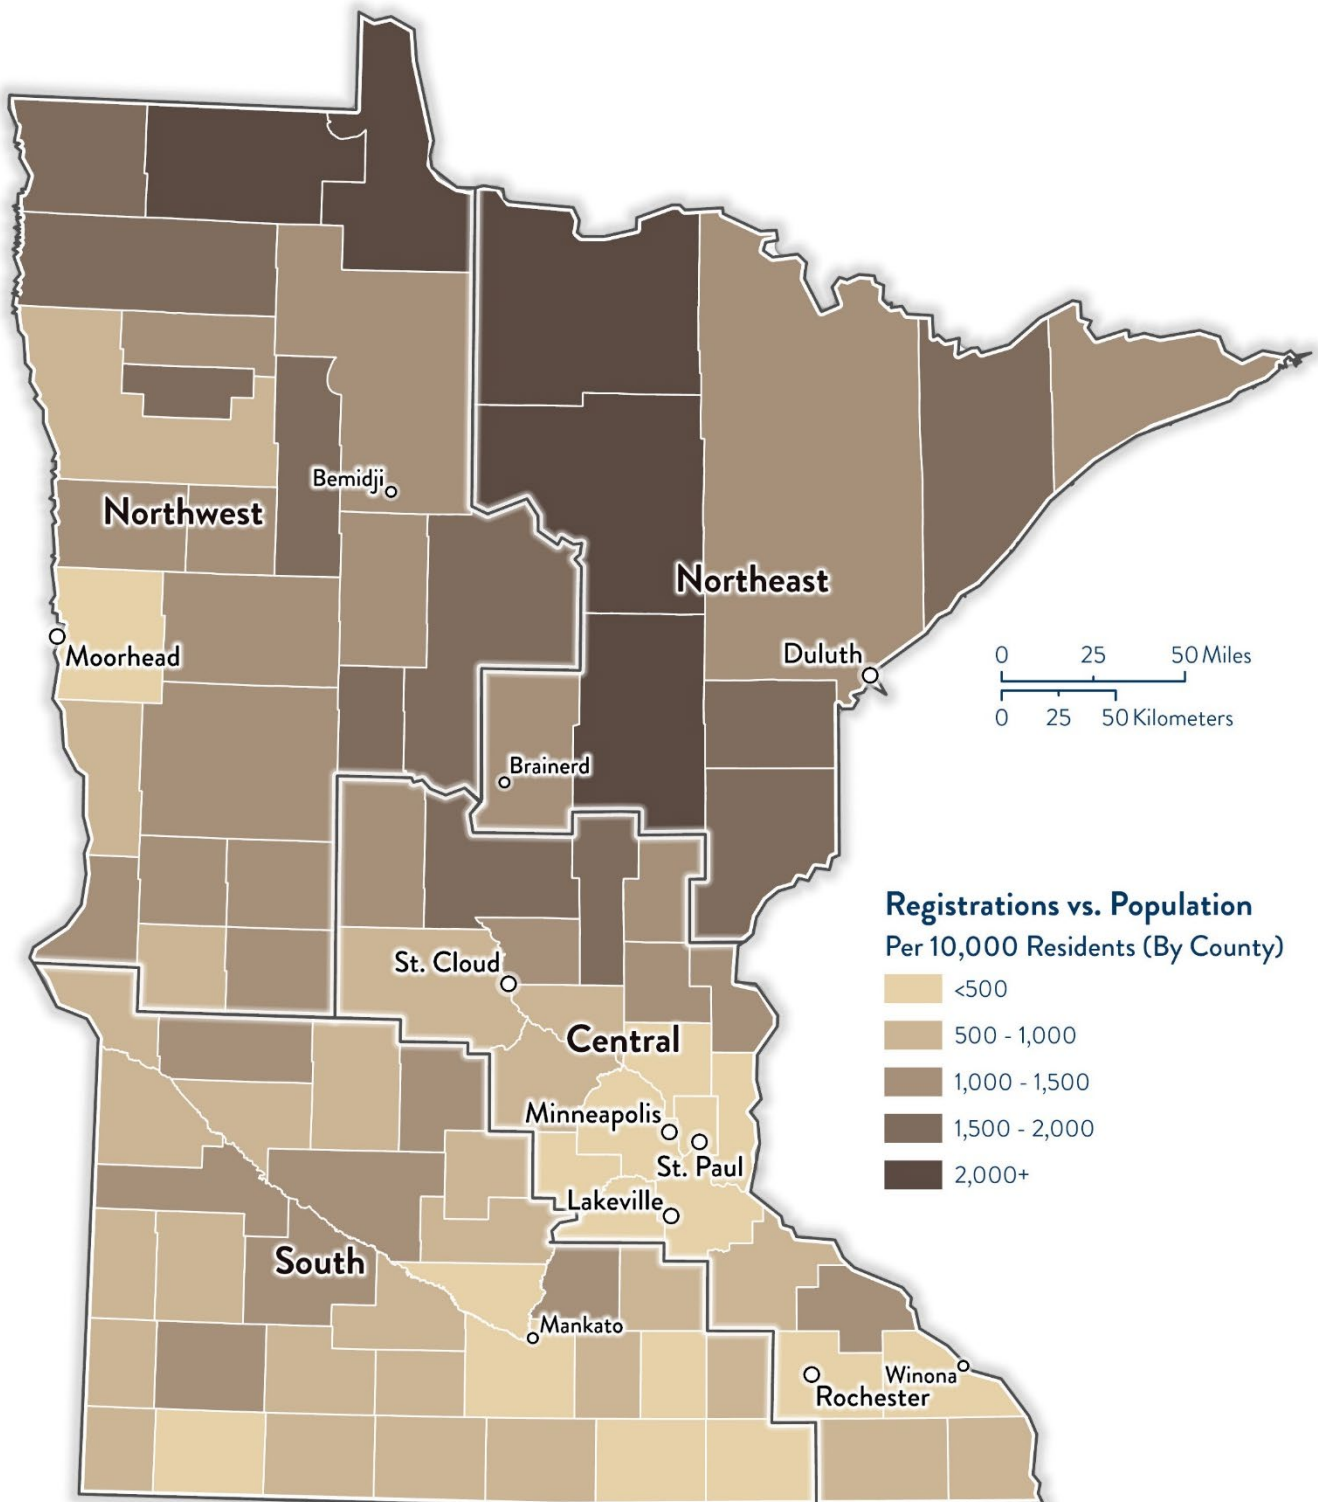 Bemidji
Northwest
Northeast
Moorhead
Duluth
0 25 50 Miles
0 25 50 Kilometers
Brainerd
Registrations vs. Population
Per 10,000 Residents (By County)
<500
500 - 1,000
1,000 - 1,500
1,500 - 2,000
2,000+
St. Cloud
Central
Minneapolis
St. Paul
Lakeville
South
Mankato
Winona
Rochester